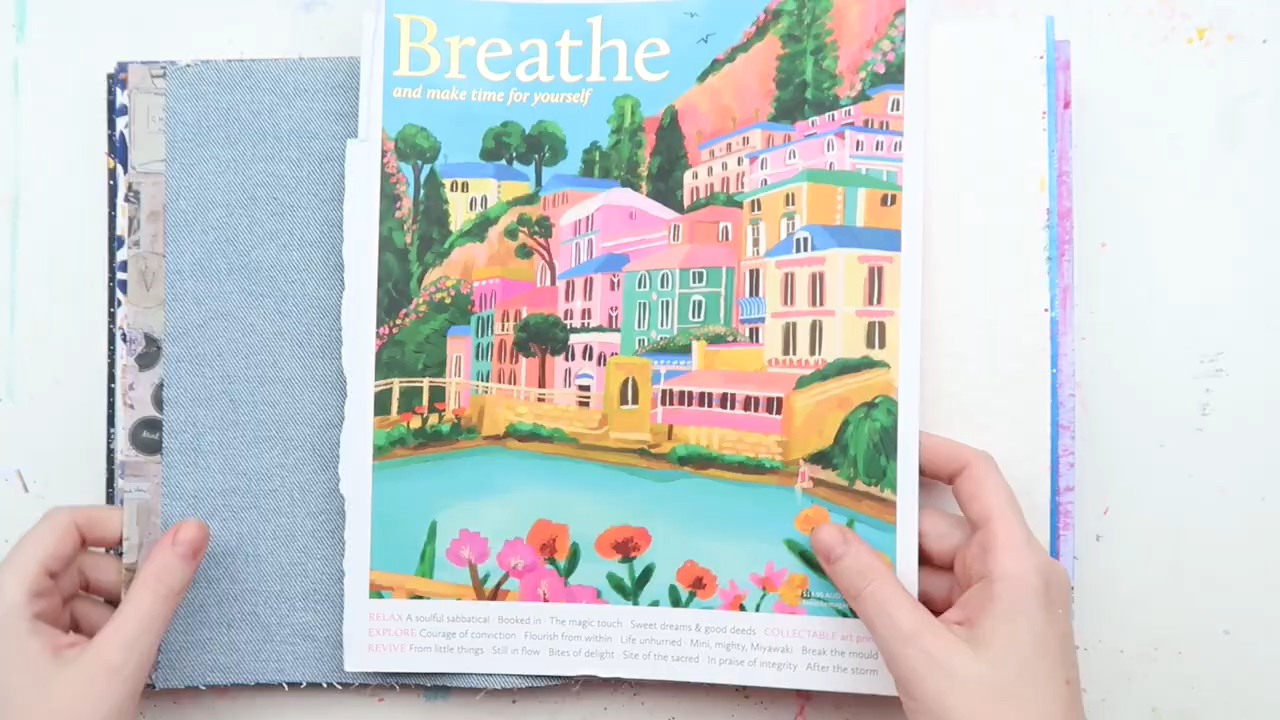 Breathe
and make time for yourself
RELAX A soulful sabbatical Booked in The magic touch Sweet dreams & good deeds COLLECTABLE art
EXPLORE Courage of conviction Flourish from within Life unhurried Mini, mighty, Miyawaki Break the mould
REVIVE From little things Still in flow Bites of delight Site of the sacred In praise of integrity After the storm